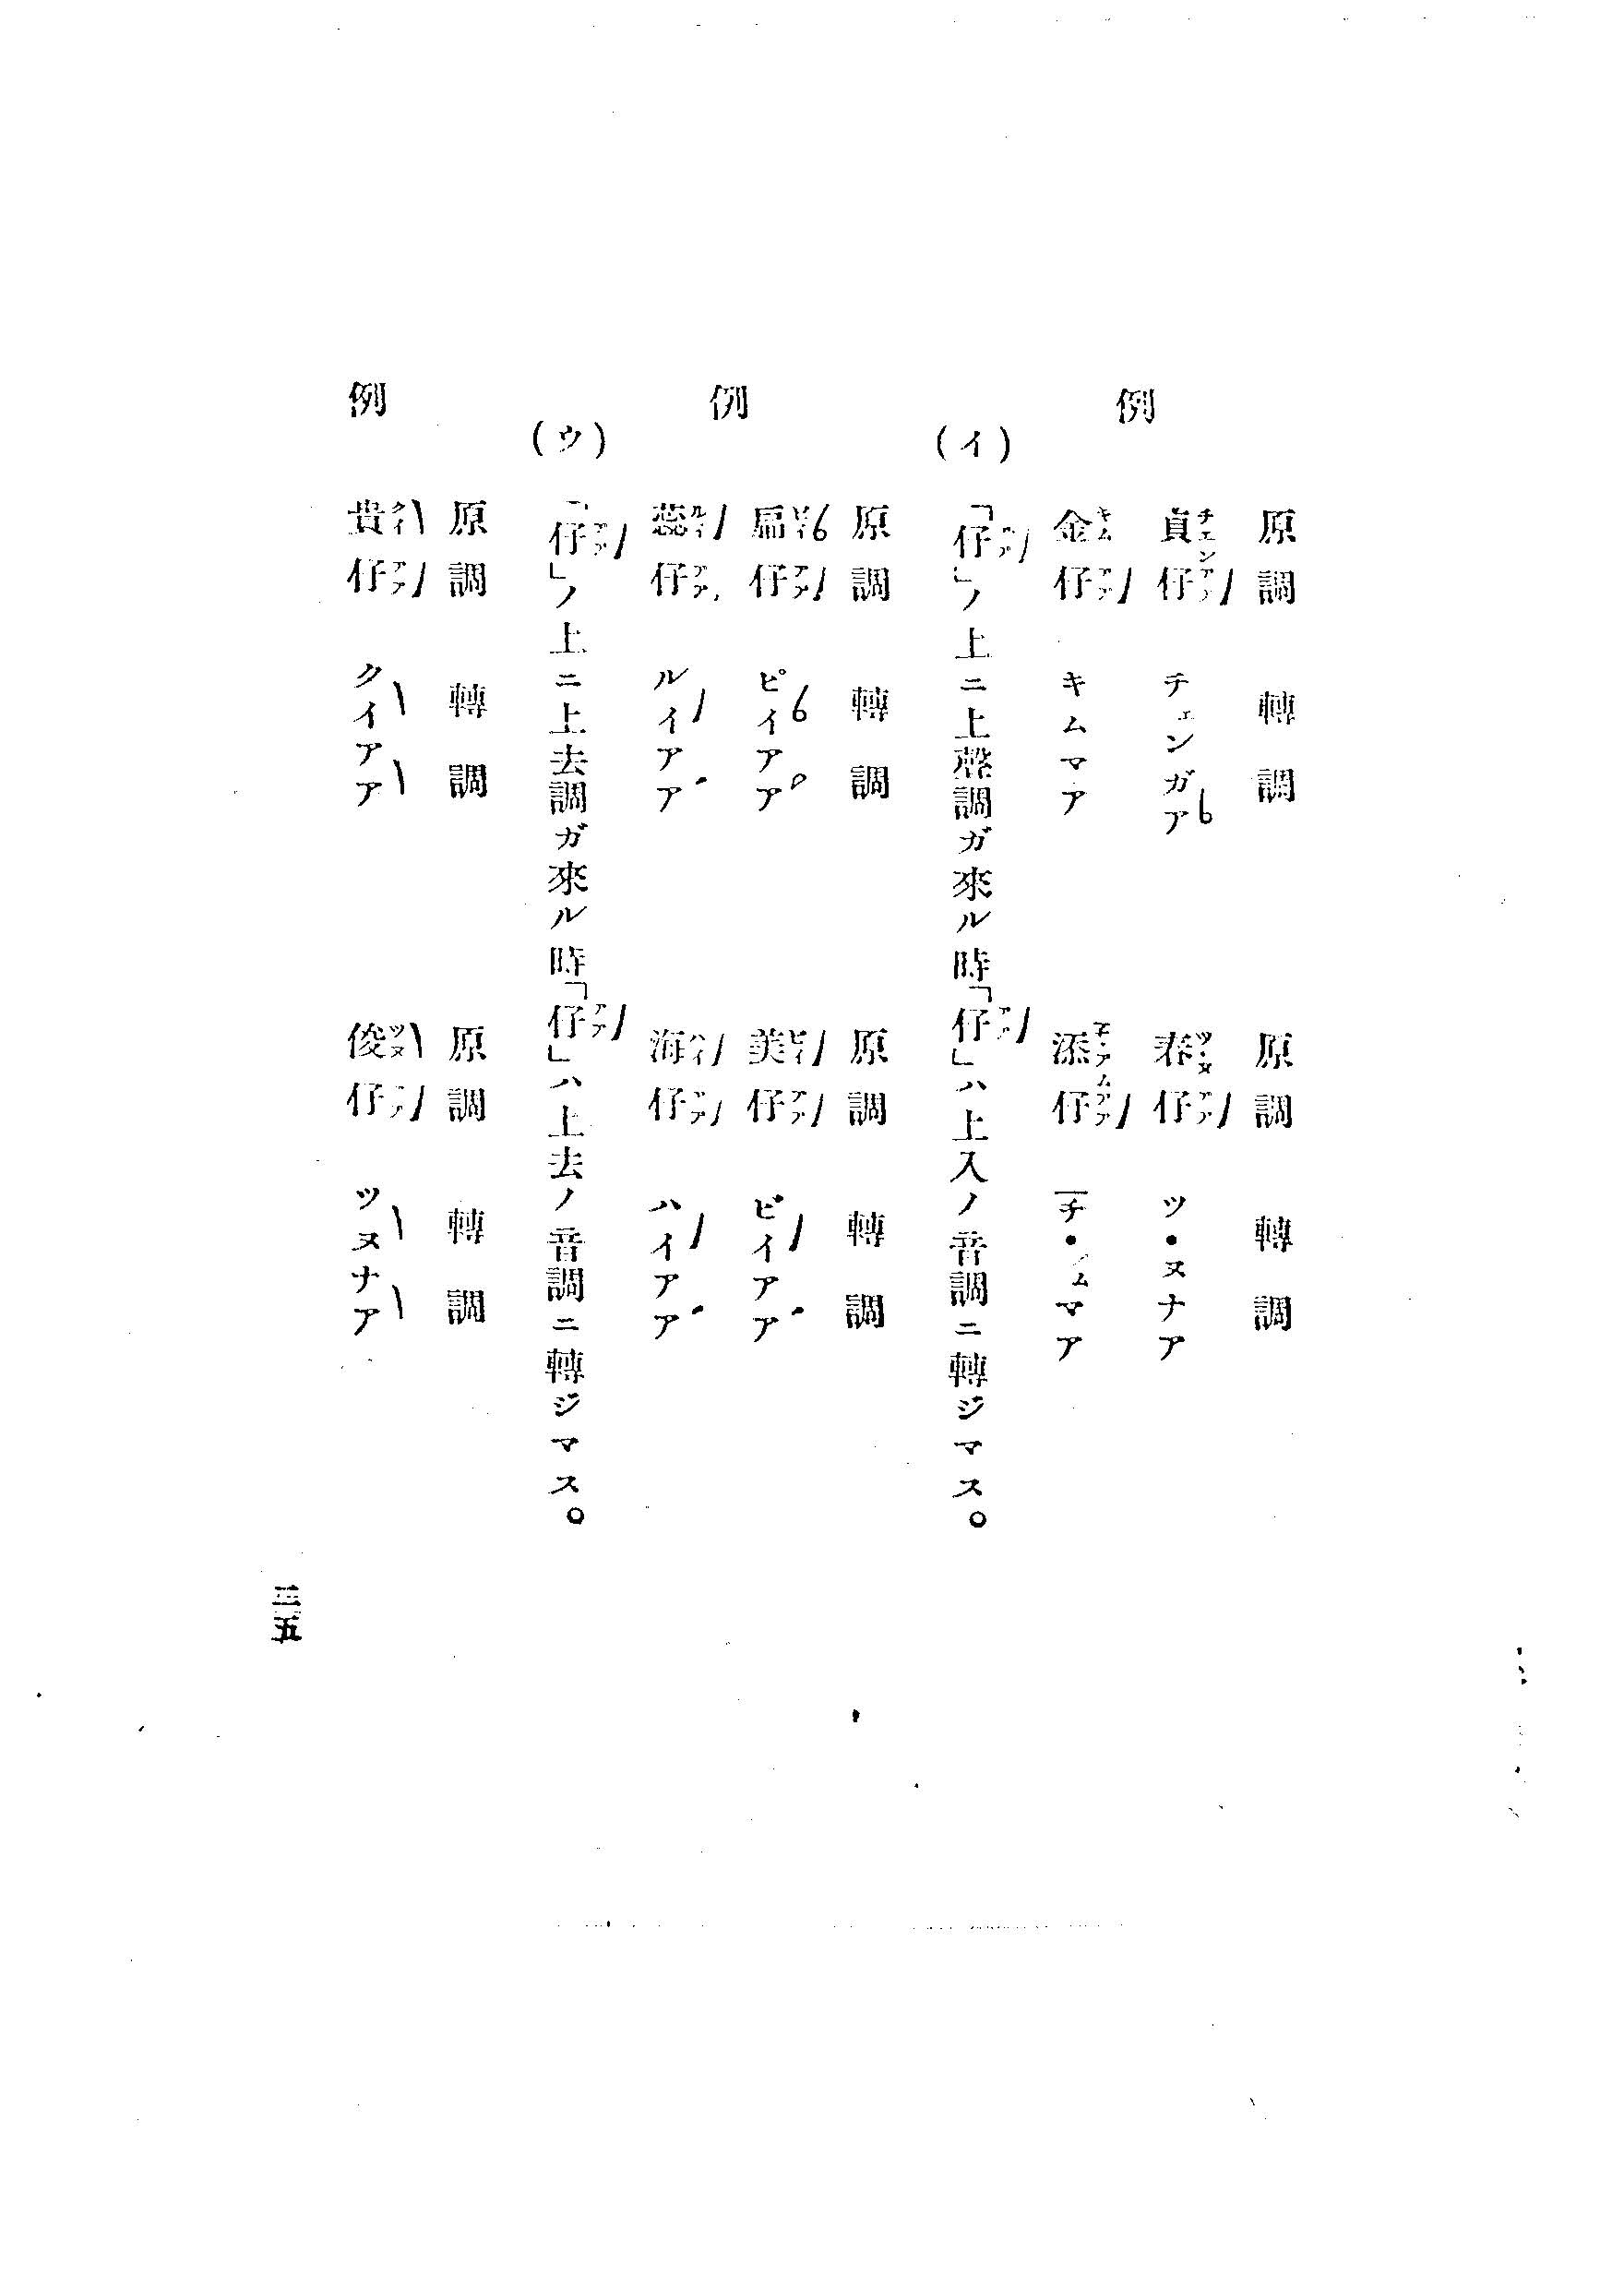 原調 轉調 原調 轉調
例
貞仔 チェンガア 春仔 ツ・ヌナア
金仔 キムマア 添仔 マア
(イ)「仔」ノ上ニ上聲調ガ來ル時「仔」ハ上入ノ音調ニ轉ジマス。
原調 轉調 原調 轉調
例
扁仔 ピイアア 美仔 ビイアア
蕊仔 ルイアア 海仔 ハイアア
(ウ)「仔」ノ上ニ上去調ガ來ル時「仔」ハ上去ノ音調ニ轉ジマス。
原調 轉調 原調 轉調
例
貴仔 クイアア 俊仔 ツヌナア
三五